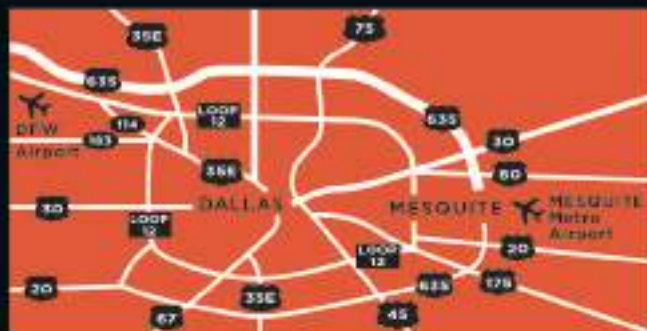 35E
75
635
DFW
Airport
114
183
LOOP
12
635
30
80
35E
30
DALLAS
MESQUITE
MESQUITE
Metro
Airport
LOOP
12
LOOP
12
20
20
635
175
67
35E
45